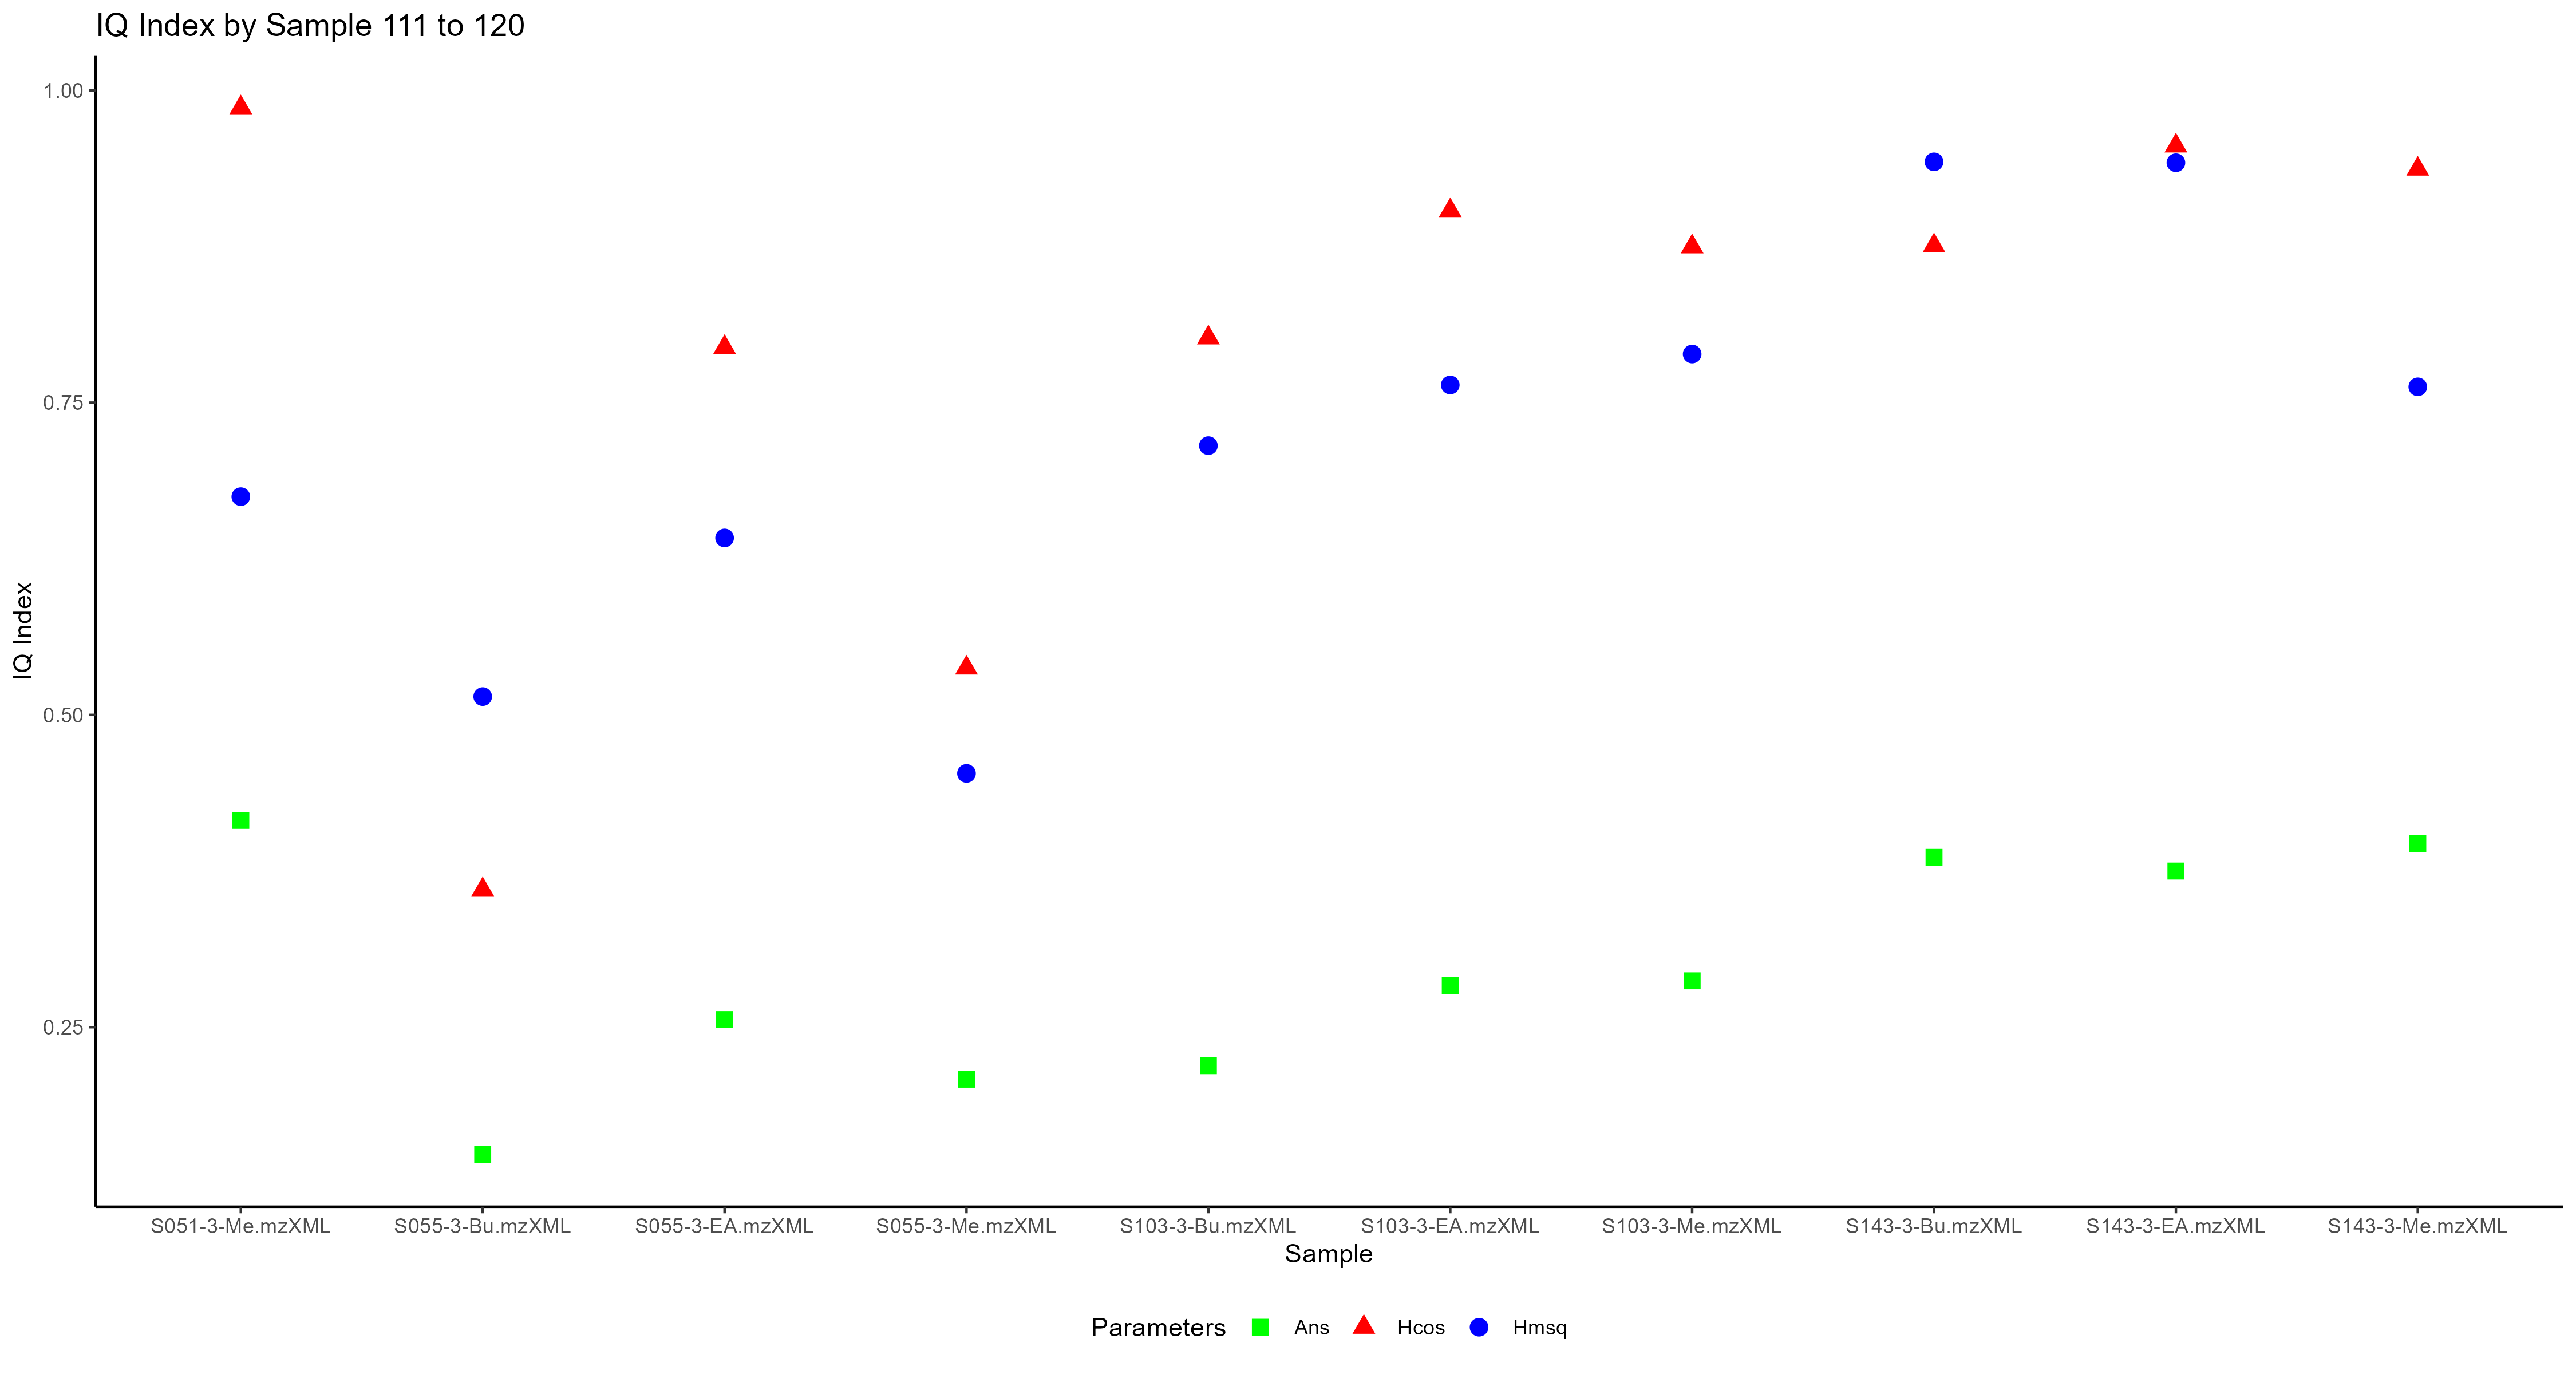 IQ Index by Sample 111 to 120
1.00
0.75
0.50
0.25
IQ Index
S051-3-Me.mzXML S055-3-Bu.mzXML S055-3-EA.mzXML S055-3-Me.mzXML S103-3-Bu.mzXML S103-3-EA.mzXML S103-3-Me.mzXML S143-3-Bu.mzXML S143-3-EA.mzXML S143-3-Me.mzXML
Sample
Parameters Ans Hcos Hmsq